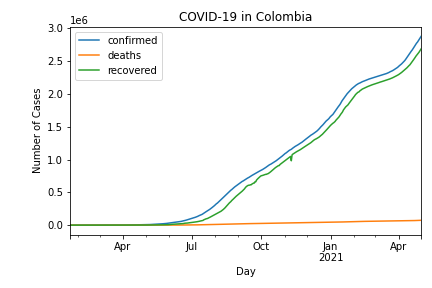 COVID-19 in Colombia
1e6
3.0
2.5
2.0
1.5
1.0
0.5
0.0
Number of Cases
confirmed
deaths
recovered
Apr
Jul
Oct
Jan
2021
Apr
Day